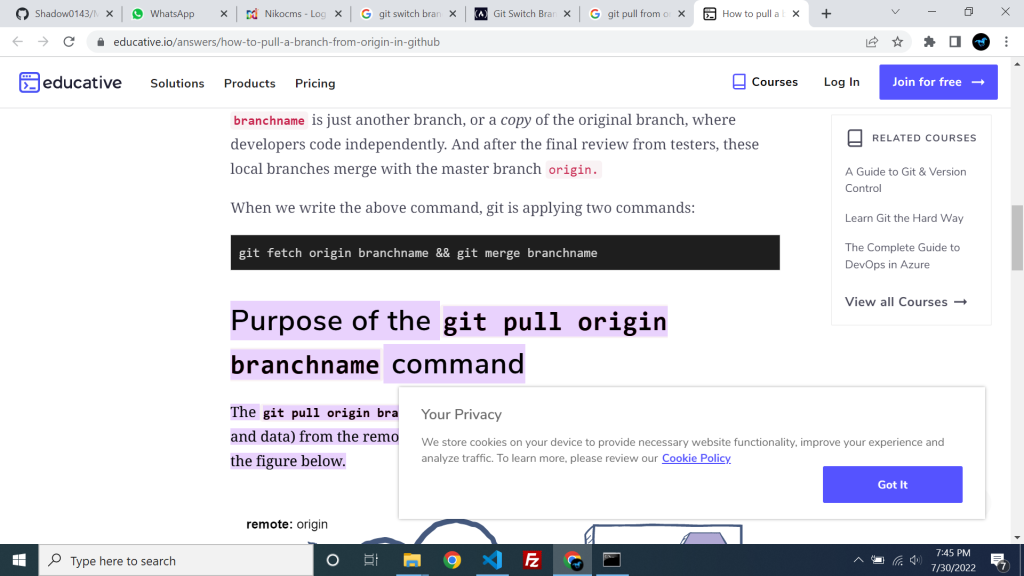 Shadow0143/N
WhatsApp
Nikocms - Log
git switch bran
Git Switch Bran
git pull from o
How to pull a b
educative.io/answers/how-to-pull-a-branch-from-origin-in-github
educative
Solutions
Products
Pricing
Courses
Log In
Join for free →
branchname is just another branch, or a copy of the original branch, where
developers code independently. And after the final review from testers, these
local branches merge with the master branch origin.
When we write the above command, git is applying two commands:
git fetch origin branchname && git merge branchname
Purpose of the git pull origin
branchname command
The git pull origin bra
and data) from the remo
the figure below.
remote: origin
RELATED COURSES
A Guide to Git & Version
Control
Learn Git the Hard Way
The Complete Guide to
DevOps in Azure
View all Courses →
Your Privacy
We store cookies on your device to provide necessary website functionality, improve your experience and
analyze traffic. To learn more, please review our Cookie Policy
Got It
Type here to search
7:45 PM
7/30/2022
7